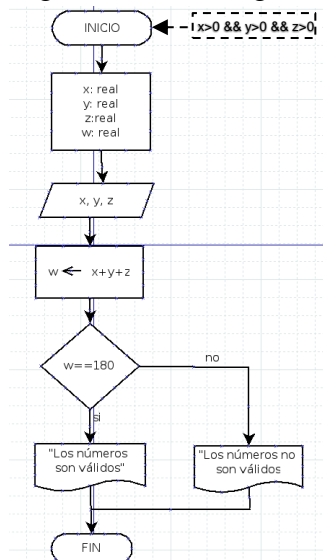 INICIO
x>0 && y>0 && z>0
x: real
y: real
z:real
w: real
x, y, z
w x+y+z
w==180
no
si
"Los números
son válidos"
"Los números no
son válidos
FIN